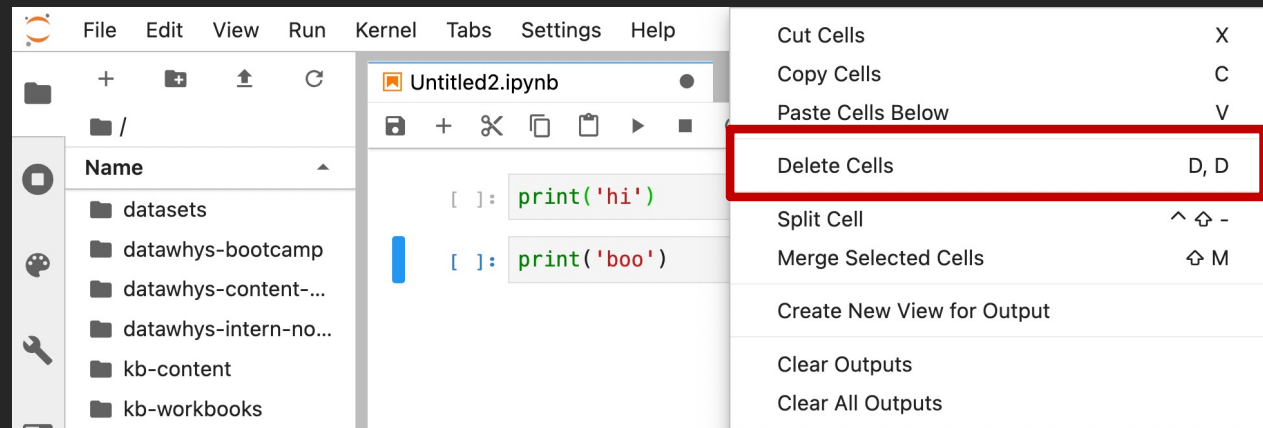 File Edit View Run Kernel Tabs Settings Help
/
Name
datasets
datawhys-bootcamp
datawhys-content-...
datawhys-intern-no...
kb-content
kb-workbooks
Untitled2.ipynb
[ ]: print('hi')
[ ]: print('boo')
Cut Cells X
Copy Cells C
Paste Cells Below V
Delete Cells D, D
Split Cell ^ ⇧ -
Merge Selected Cells ⇧ M
Create New View for Output
Clear Outputs
Clear All Outputs